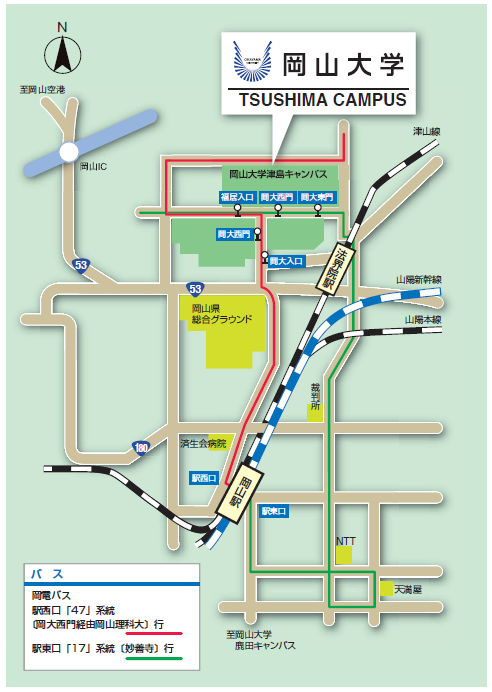 N
岡山大学
OKAYAMA UNIV.
TSUSHIMA CAMPUS
至岡山空港
岡山IC
津山線
岡山大学津島キャンパス
福居入口
岡大西門
岡大東門
岡大西門
岡大入口
法界院駅
53
53
山陽新幹線
山陽本線
岡山県
総合グラウンド
裁判所
180
済生会病院
駅西口
岡山駅
駅東口
NTT
天満屋
至岡山大学
鹿田キャンパス
バス
岡電バス
駅西口「47」系統
〔岡大西門経由岡山理科大〕行
駅東口「17」系統〔妙善寺〕行